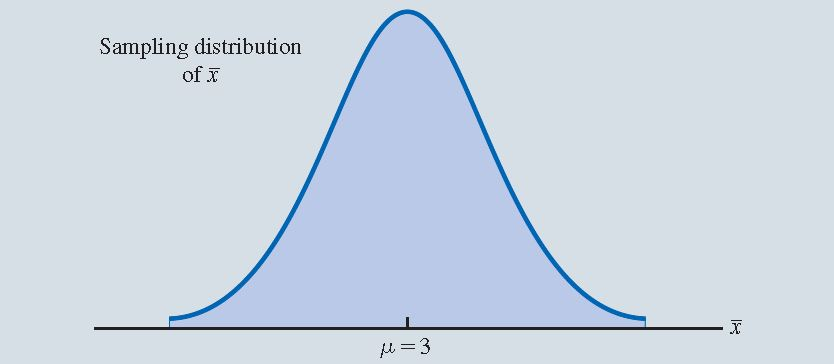 Sampling distribution
of x̅
x̅
μ = 3